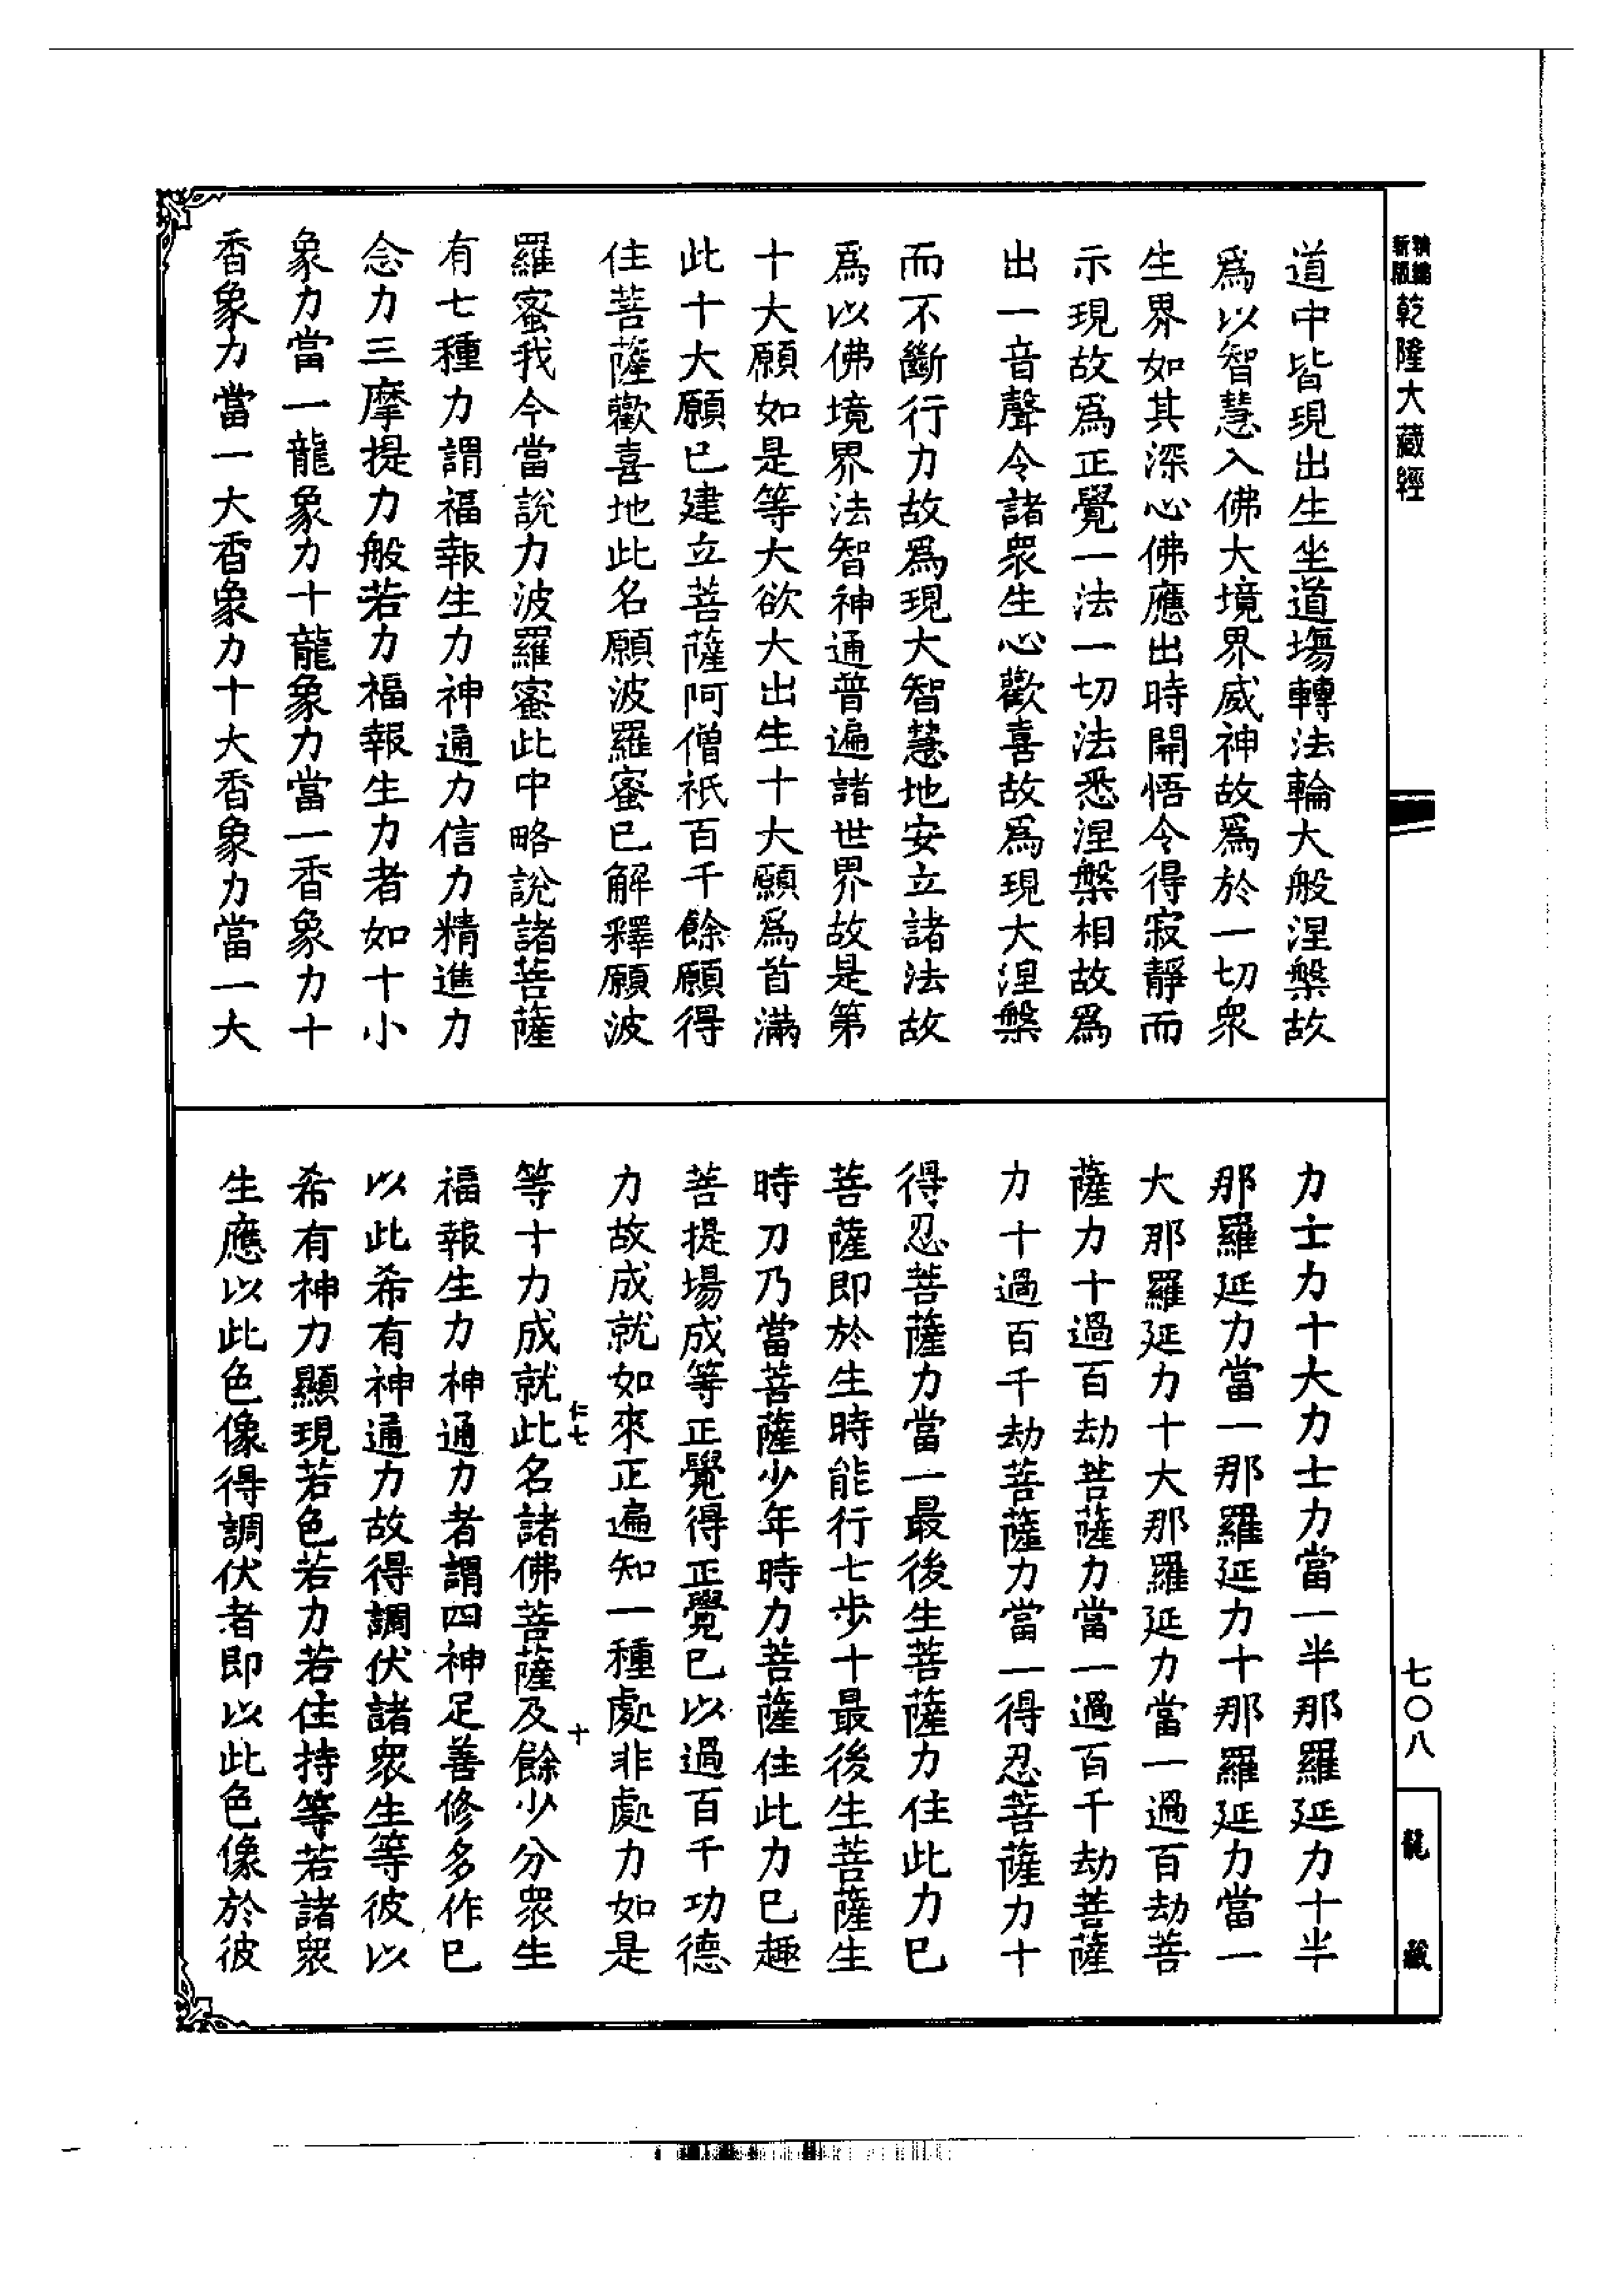 精編
新版
乾隆大藏經
道中皆現出生坐道場轉法輪大般涅槃故
爲以智慧入佛大境界威神故爲於一切衆
生界如其深心佛應出時開悟令得寂靜而
示現故爲正覺一法一切法悉涅槃相故爲
出一音聲令諸衆生心歡喜故爲現大涅槃
而不斷行力故爲現大智慧地安立諸法故
爲以佛境界法智神通普遍諸世界故是第
十大願如是等大欲大出生十大願爲首滿
此十大願已建立菩薩阿僧祇百千餘願得
住菩薩歡喜地此名願波羅蜜已解釋願波
羅蜜我今當說力波羅蜜此中略說諸菩薩
有七種力謂福報生力神通力信力精進力
念力三摩提力般若力福報生力者如十小
象力當一龍象力十龍象力當一香象力十
香象力當一大香象力十大香象力當一大
力士力十大力士力當一半那羅延力十半
那羅延力當一那羅延力十那羅延力當一
大那羅延力十大那羅延力當一過百劫菩
薩力十過百劫菩薩力當一過百千劫菩薩
力十過百千劫菩薩力當一得忍菩薩力十
得忍菩薩力當一最後生菩薩力住此力已
菩薩即於生時能行七步十最後生菩薩生
時刀乃當菩薩少年時力菩薩住此力已趣
菩提場成等正覺得正覺已以過百千功德
力故成就如來正遍知一種處非處力如是
仁七
十
等十力成就此名諸佛菩薩及餘少分衆生
福報生力神通力者謂四神足善修多作已
以此希有神通力故得調伏諸衆生等彼以
希有神力顯現若色若力若住持等若諸衆
生應以此色像得調伏者即以此色像於彼
七〇八
龍藏